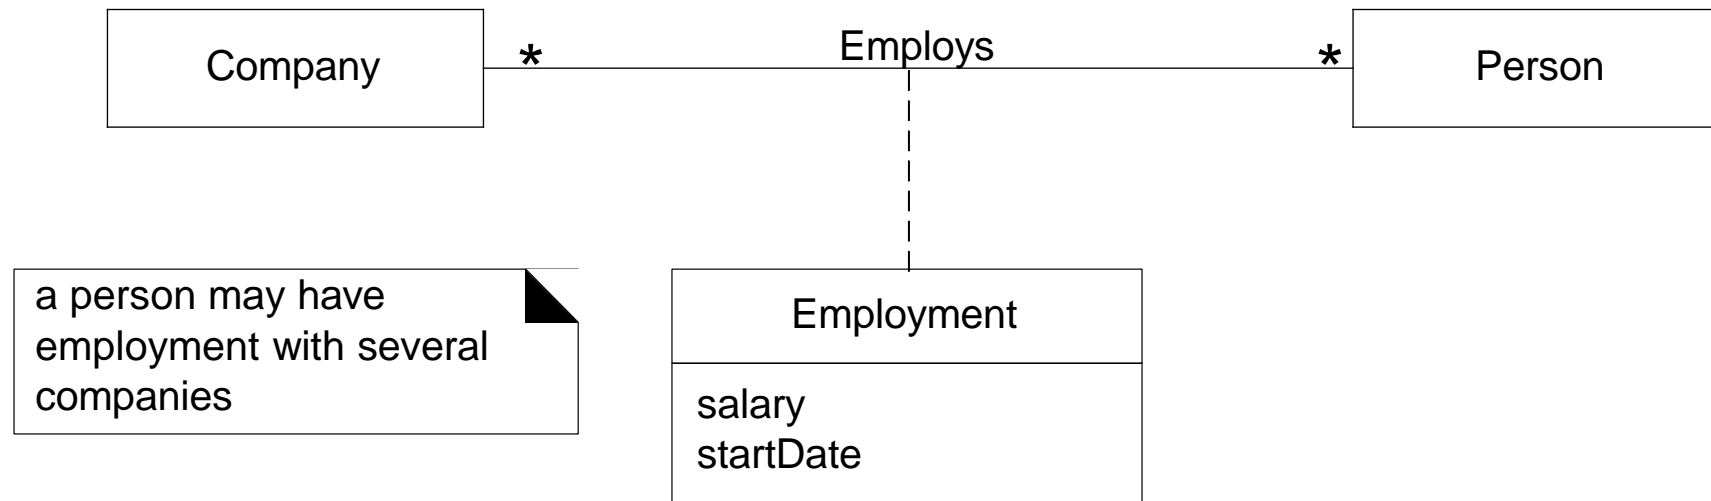 Company
*
Employs
*
Person
a person may have
employment with several
companies
Employment
salary
startDate